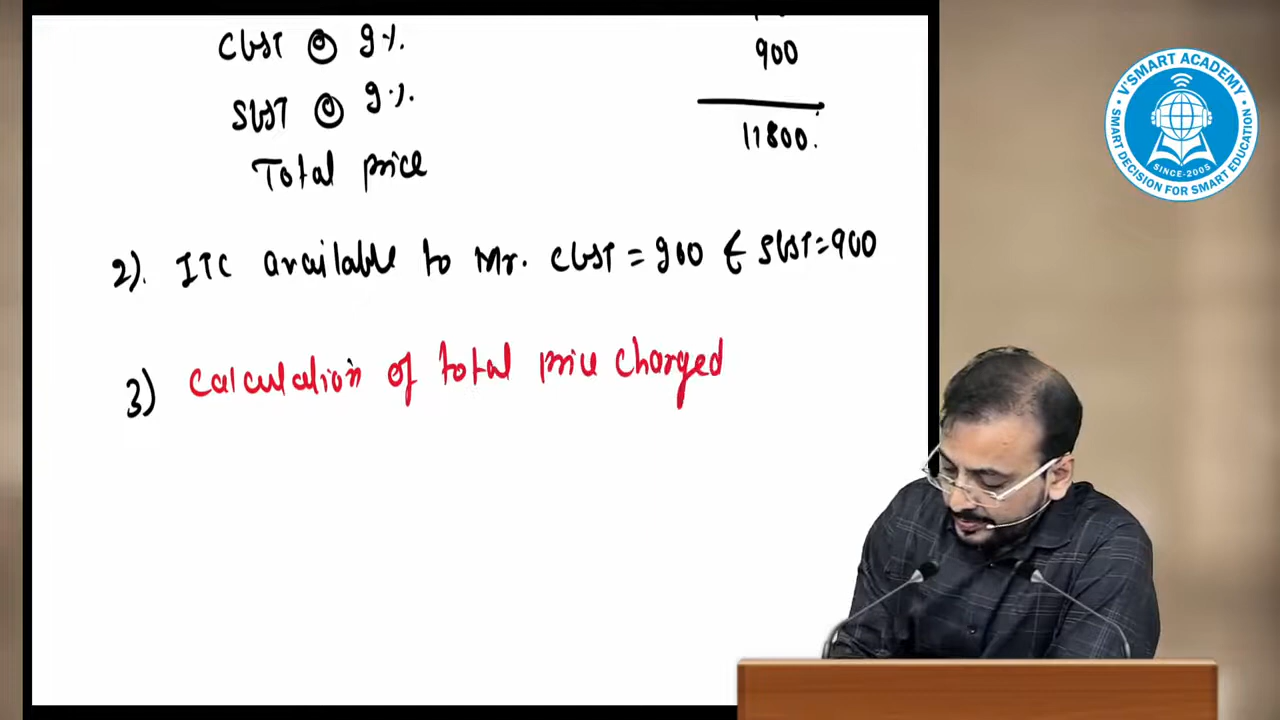 CGST @ 9%.
900
SGST @ 9%.
11800.
Total price
2). ITC available to Mr. CGST = 900 & SGST = 900
3) Calculation of total price charged
V'SMART ACADEMY
SINCE-2005
SMART DECISION FOR SMART EDUCATION